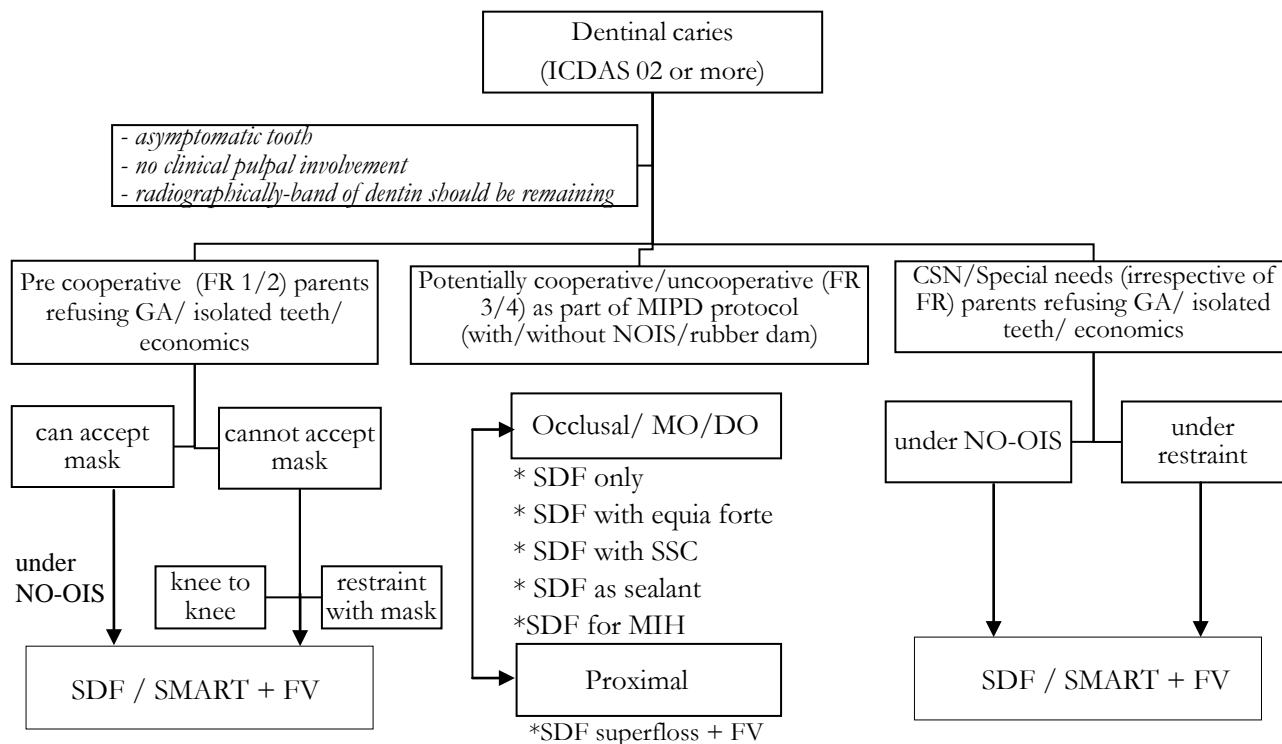 Dentinal caries
(ICDAS 02 or more)
- asymptomatic tooth
- no clinical pulpal involvement
- radiographically-band of dentin should be remaining
Pre cooperative (FR 1/2) parents
refusing GA/ isolated teeth/
economics
Potentially cooperative/uncooperative (FR
3/4) as part of MIPD protocol
(with/without NOIS/rubber dam)
CSN/Special needs (irrespective of
FR) parents refusing GA/ isolated
teeth/ economics
can accept
mask
cannot accept
mask
Occlusal/ MO/DO
* SDF only
* SDF with equia forte
* SDF with SSC
* SDF as sealant
*SDF for MIH
under NO-OIS
under
restraint
under
NO-OIS
knee to
knee
restraint
with mask
SDF / SMART + FV
Proximal
*SDF superfloss + FV
SDF / SMART + FV